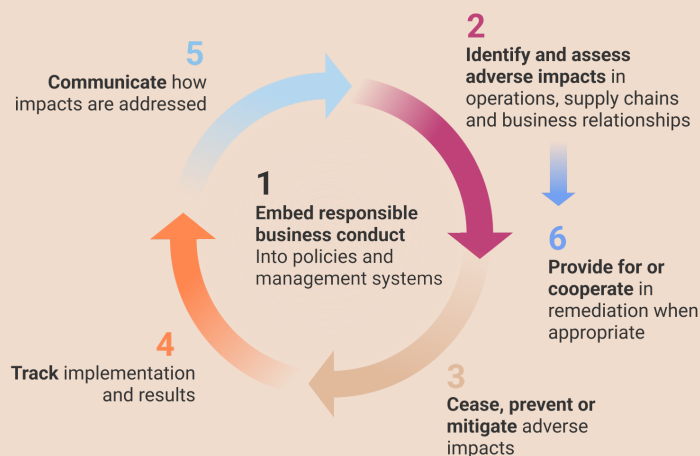 1
Embed responsible
business conduct
Into policies and
management systems
2
Identify and assess
adverse impacts in
operations, supply chains
and business relationships
3
Cease, prevent or
mitigate adverse
impacts
4
Track implementation
and results
5
Communicate how
impacts are addressed
6
Provide for or
cooperate in
remediation when
appropriate